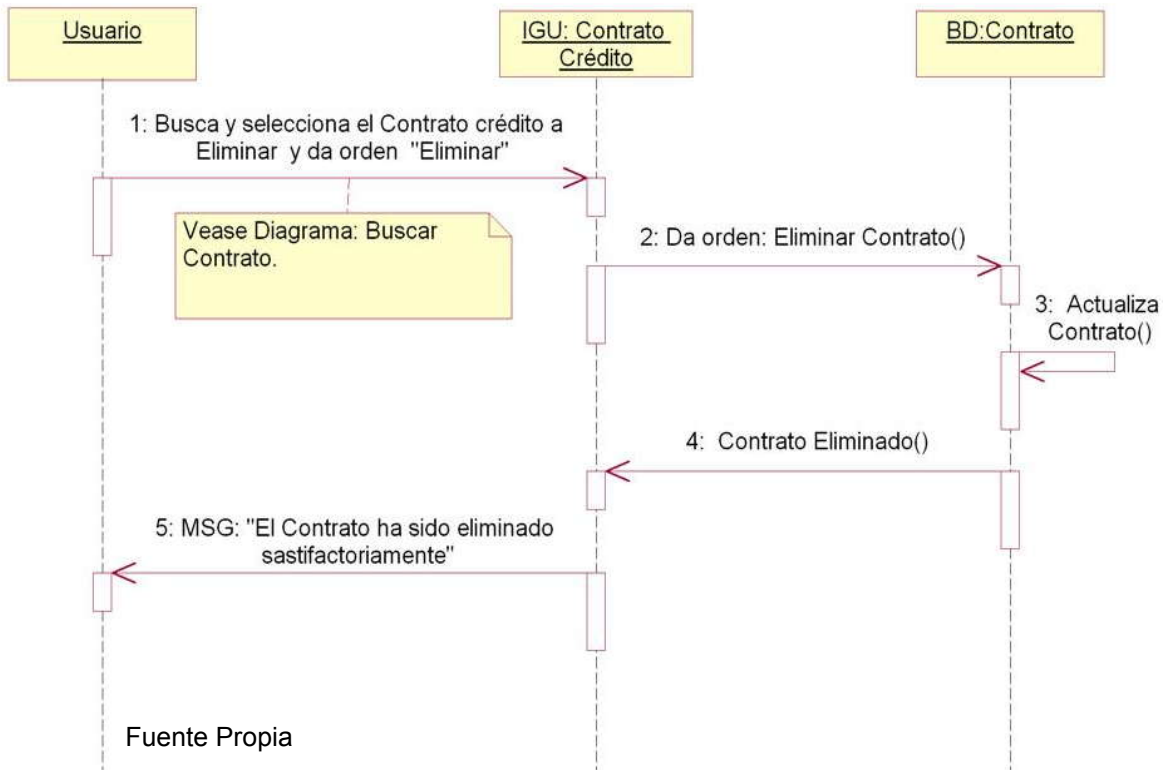 Usuario
IGU: Contrato
Crédito
BD:Contrato
1: Busca y selecciona el Contrato crédito a
Eliminar y da orden "Eliminar"
Vease Diagrama: Buscar
Contrato.
2: Da orden: Eliminar Contrato()
3: Actualiza
Contrato()
4: Contrato Eliminado()
5: MSG: "El Contrato ha sido eliminado
sastifactoriamente"
Fuente Propia